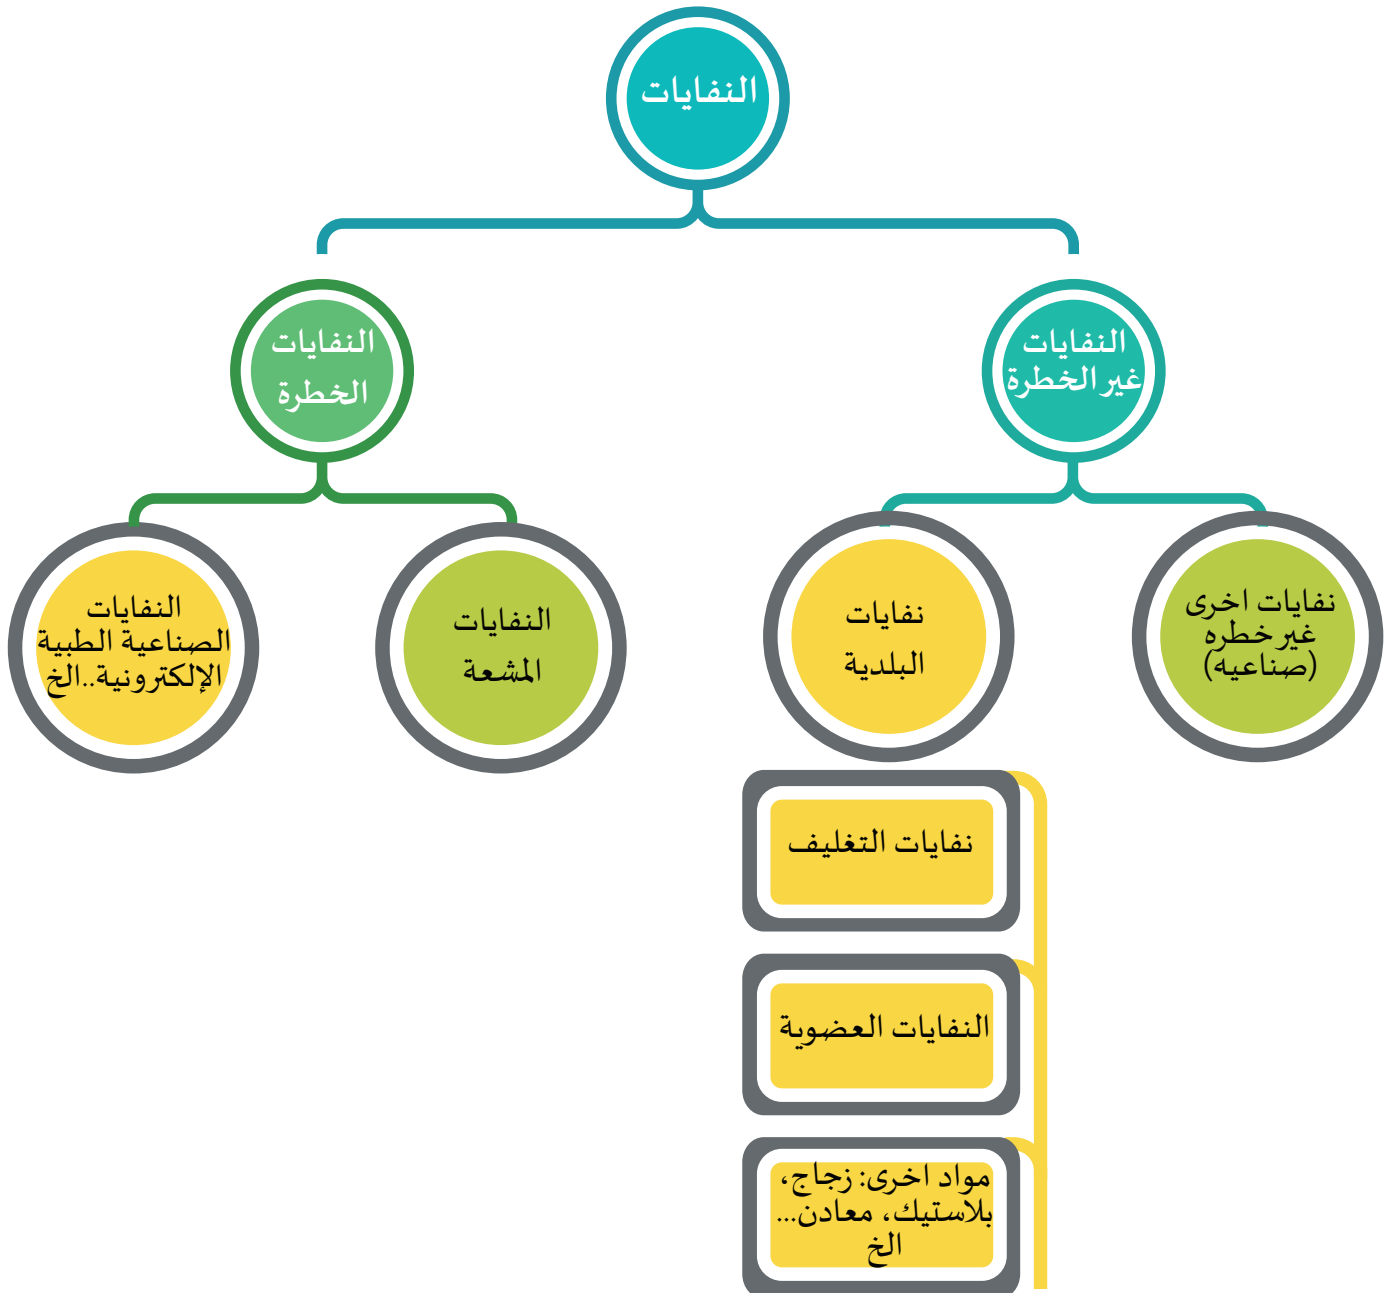 النفايات
النفايات
غير الخطرة
النفايات
الخطرة
نفايات اخرى
غير خطره
(صناعيه)
نفايات
البلدية
النفايات
المشعة
النفايات
الصناعية الطبية
الإلكترونية..الخ
نفايات التغليف
النفايات العضوية
مواد اخرى: زجاج،
بلاستيك، معادن...
الخ